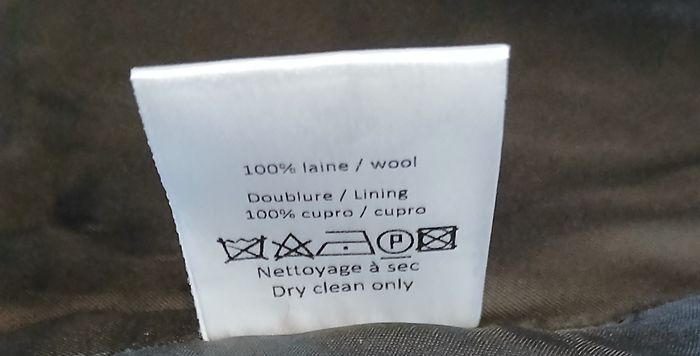 100% laine / wool
Doublure / Lining
100% cupro / cupro
P
Nettoyage à sec
Dry clean only